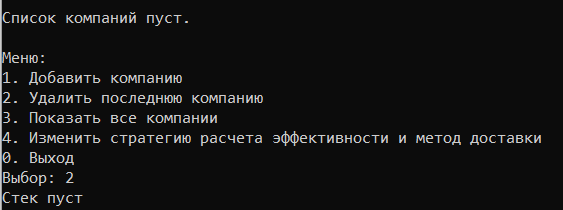 Список компаний пуст.
Меню:
1. Добавить компанию
2. Удалить последнюю компанию
3. Показать все компании
4. Изменить стратегию расчета эффективности и метод доставки
0. Выход
Выбор: 2
Стек пуст